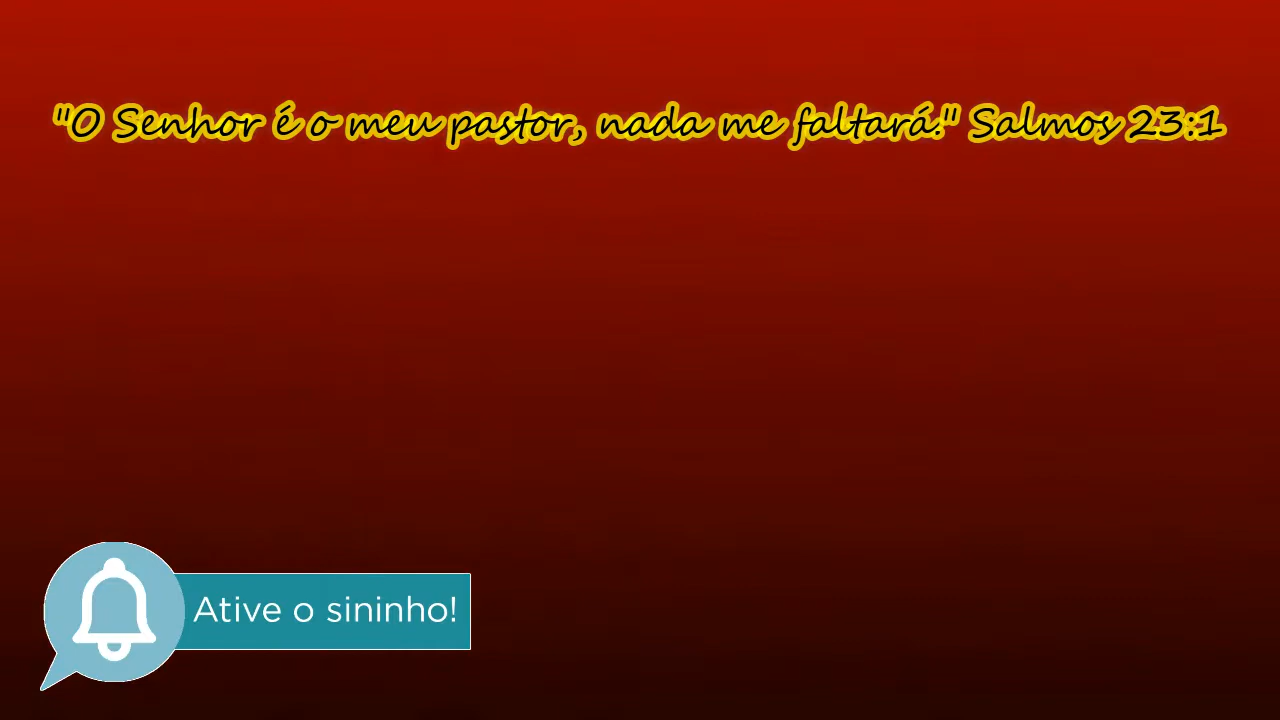 "O Senhor é o meu pastor, nada me faltará." Salmos 23:1
Ative o sininho!